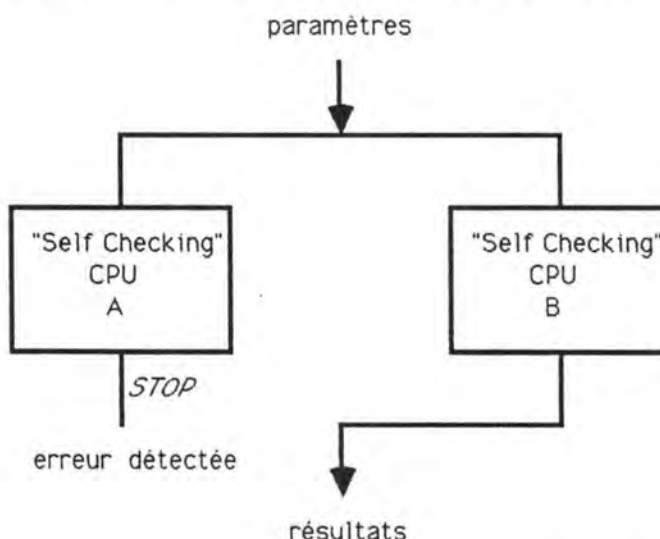 paramètres
"Self Checking"
CPU
A
"Self Checking"
CPU
B
STOP
erreur détectée
résultats